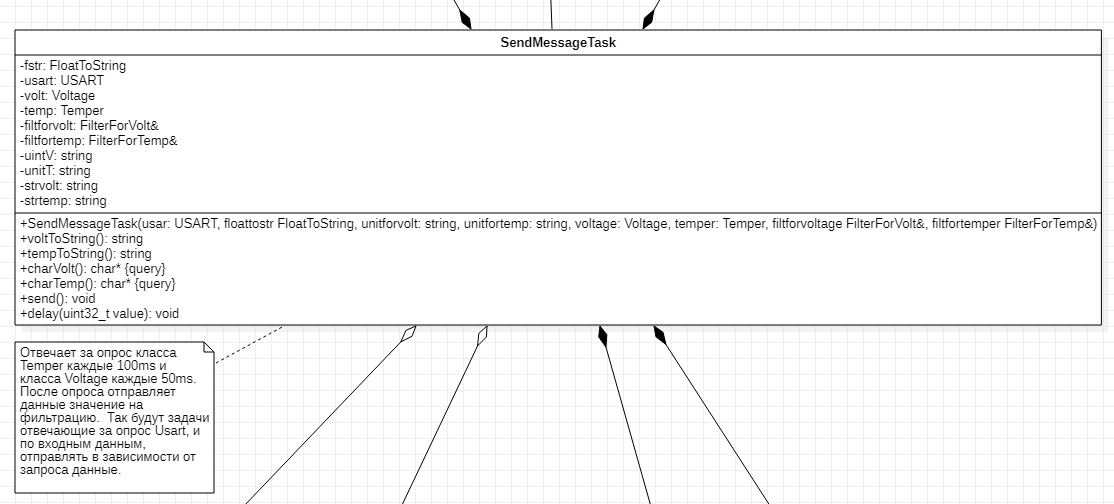 SendMessageTask
-fstr: FloatToString
-usart: USART
-volt: Voltage
-temp: Temper
-filtforvolt: FilterForVolt&
-filtfortemp: FilterForTemp&
-uintV: string
-unitT: string
-strvolt: string
-strtemp: string
+SendMessageTask(usar: USART, floattostr FloatToString, unitforvolt: string, unitfortemp: string, voltage: Voltage, temper: Temper, filtforvoltage FilterForVolt&, filtfortemper FilterForTemp&)
+voltToString(): string
+tempToString(): string
+charVolt(): char* {query}
+charTemp(): char* {query}
+send(): void
+delay(uint32_t value): void
Отвечает за опрос класса
Temper каждые 100ms и
класса Voltage каждые 50ms.
После опроса отправляет
данные значение на
фильтрацию. Так будут задачи
отвечающие за опрос Usart, и
по входным данным,
отправлять в зависимости от
запроса данные.